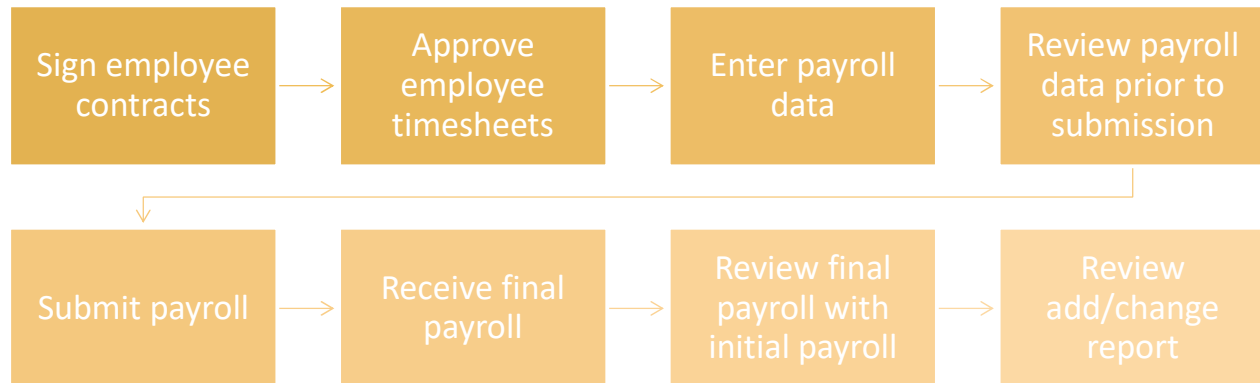 Sign employee
contracts
Approve
employee
timesheets
Enter payroll
data
Review payroll
data prior to
submission
Submit payroll
Receive final
payroll
Review final
payroll with
initial payroll
Review
add/change
report